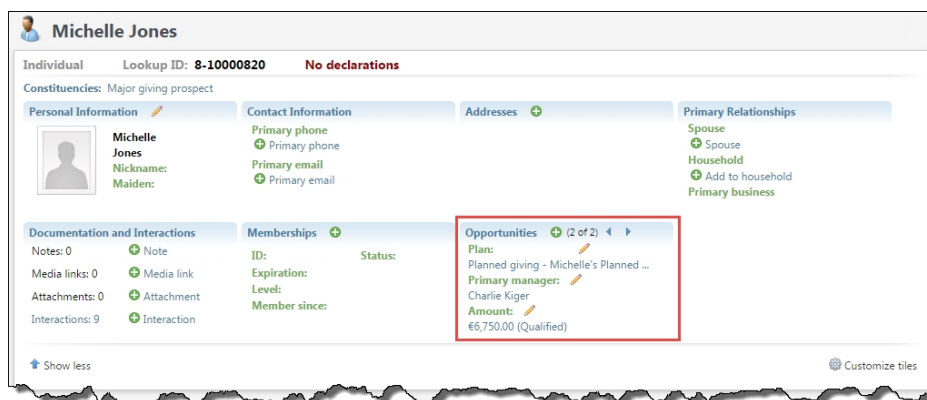 Michelle Jones
Individual Lookup ID: 8-10000820 No declarations
Constituencies: Major giving prospect
Personal Information
Michelle
Jones
Nickname:
Maiden:
Contact Information
Primary phone
Primary phone
Primary email
Primary email
Addresses
Primary Relationships
Spouse
Spouse
Household
Add to household
Primary business
Documentation and Interactions
Notes: 0 Note
Media links: 0 Media link
Attachments: 0 Attachment
Interactions: 9 Interaction
Memberships
ID: Status:
Expiration:
Level:
Member since:
Opportunities (2 of 2)
Plan:
Planned giving - Michelle's Planned ...
Primary manager:
Charlie Kiger
Amount:
€6,750.00 (Qualified)
Show less
Customize tiles